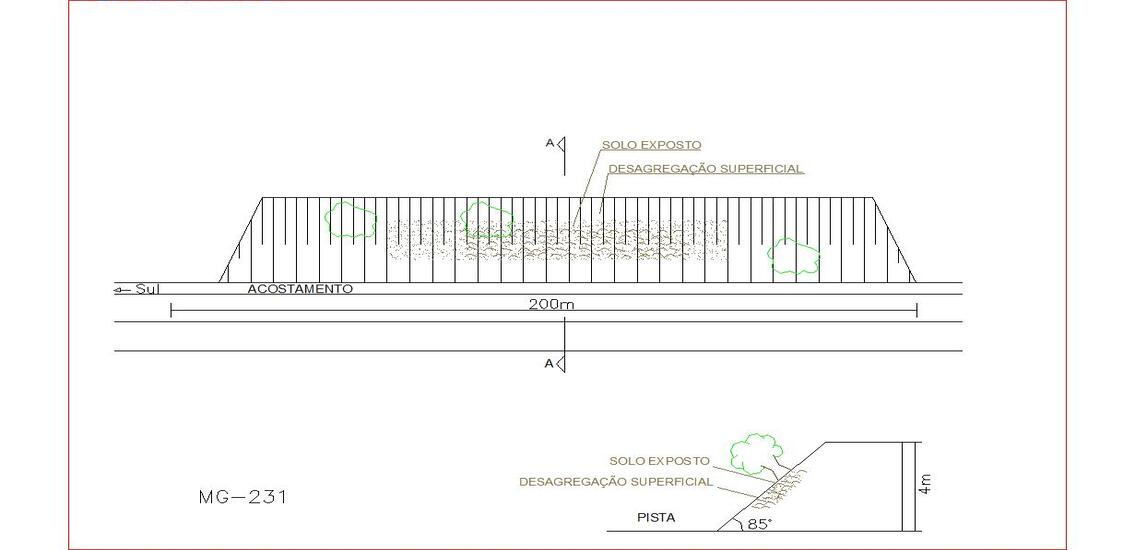 A
SOLO EXPOSTO
DESAGREGAÇÃO SUPERFICIAL
Sul
ACOSTAMENTO
200m
A
SOLO EXPOSTO
DESAGREGAÇÃO SUPERFICIAL
4m
MG-231
PISTA
85°